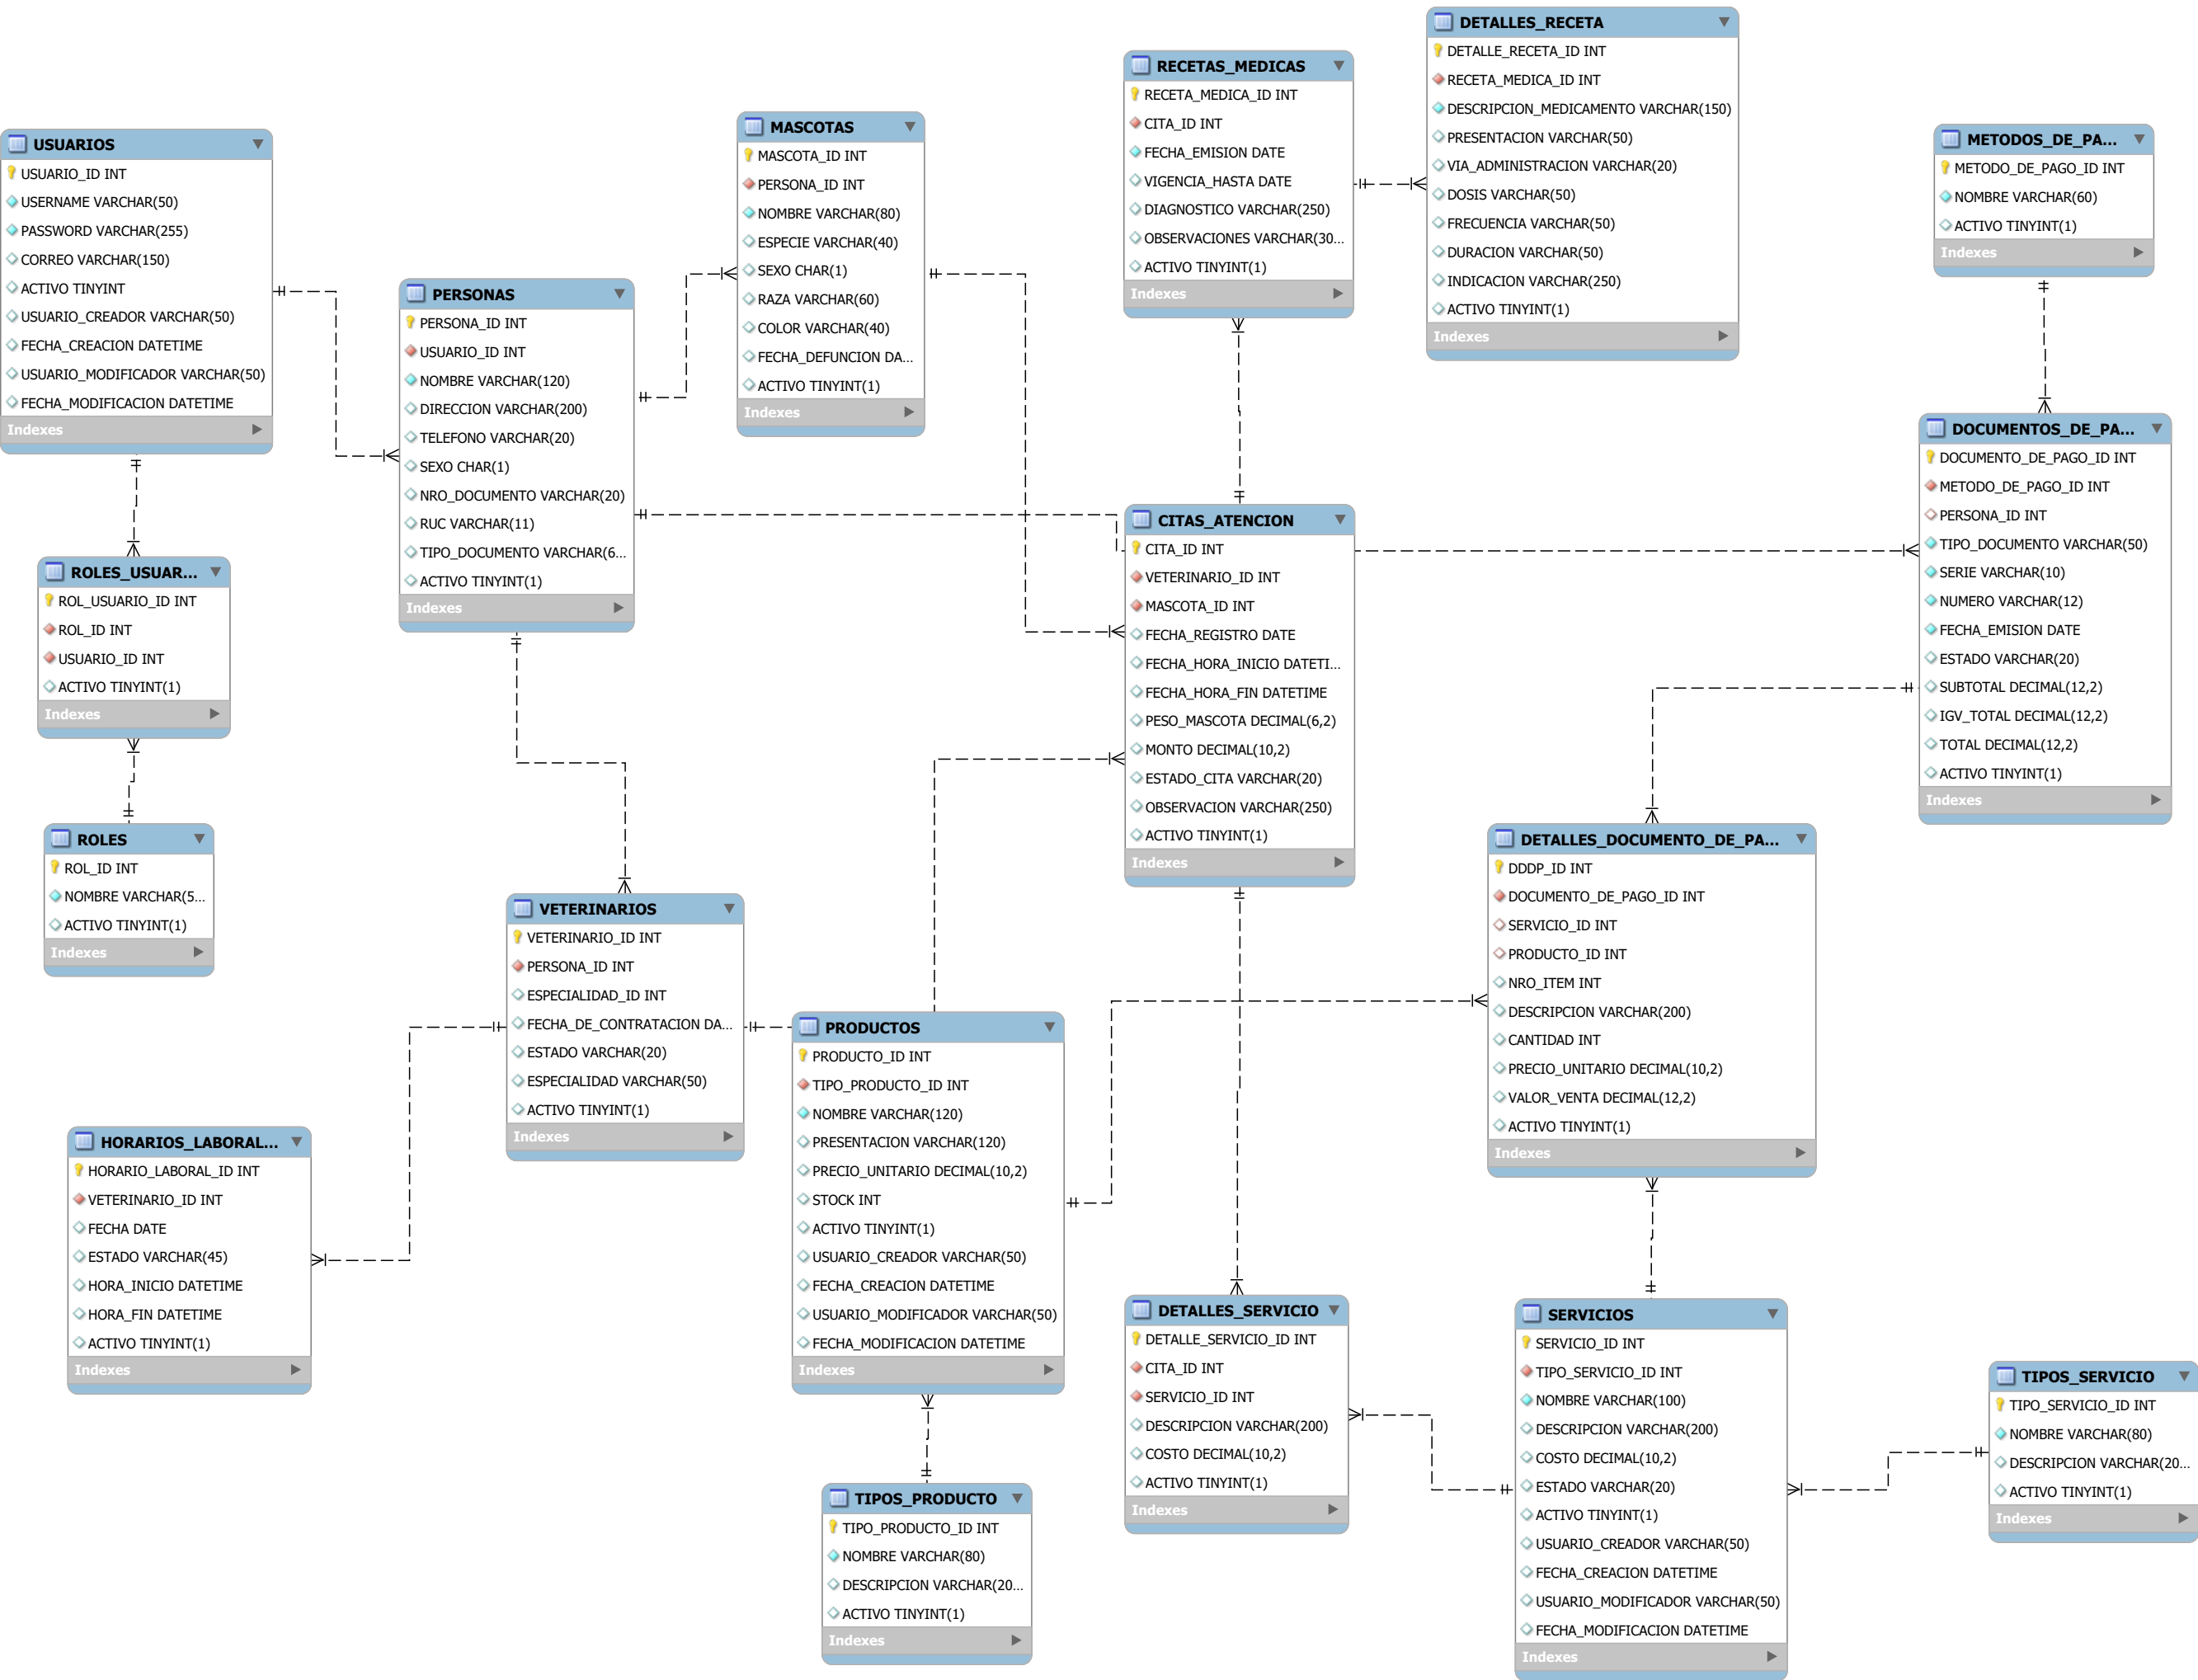 USUARIOS
USUARIO_ID INT
USERNAME VARCHAR(50)
PASSWORD VARCHAR(255)
CORREO VARCHAR(150)
ACTIVO TINYINT
USUARIO_CREADOR VARCHAR(50)
FECHA_CREACION DATETIME
USUARIO_MODIFICADOR VARCHAR(50)
FECHA_MODIFICACION DATETIME
Indexes
ROLES_USUAR...
ROL_USUARIO_ID INT
ROL_ID INT
USUARIO_ID INT
ACTIVO TINYINT(1)
Indexes
ROLES
ROL_ID INT
NOMBRE VARCHAR(5...
ACTIVO TINYINT(1)
Indexes
PERSONAS
PERSONA_ID INT
USUARIO_ID INT
NOMBRE VARCHAR(120)
DIRECCION VARCHAR(200)
TELEFONO VARCHAR(20)
SEXO CHAR(1)
NRO_DOCUMENTO VARCHAR(20)
RUC VARCHAR(11)
TIPO_DOCUMENTO VARCHAR(6...
ACTIVO TINYINT(1)
Indexes
MASCOTAS
MASCOTA_ID INT
PERSONA_ID INT
NOMBRE VARCHAR(80)
ESPECIE VARCHAR(40)
SEXO CHAR(1)
RAZA VARCHAR(60)
COLOR VARCHAR(40)
FECHA_DEFUNCION DA...
ACTIVO TINYINT(1)
Indexes
RECETAS_MEDICAS
RECETA_MEDICA_ID INT
CITA_ID INT
FECHA_EMISION DATE
VIGENCIA_HASTA DATE
DIAGNOSTICO VARCHAR(250)
OBSERVACIONES VARCHAR(30...
ACTIVO TINYINT(1)
Indexes
DETALLES_RECETA
DETALLE_RECETA_ID INT
RECETA_MEDICA_ID INT
DESCRIPCION_MEDICAMENTO VARCHAR(150)
PRESENTACION VARCHAR(50)
VIA_ADMINISTRACION VARCHAR(20)
DOSIS VARCHAR(50)
FRECUENCIA VARCHAR(50)
DURACION VARCHAR(50)
INDICACION VARCHAR(250)
ACTIVO TINYINT(1)
Indexes
METODOS_DE_PA...
METODO_DE_PAGO_ID INT
NOMBRE VARCHAR(60)
ACTIVO TINYINT(1)
Indexes
DOCUMENTOS_DE_PA...
DOCUMENTO_DE_PAGO_ID INT
METODO_DE_PAGO_ID INT
PERSONA_ID INT
TIPO_DOCUMENTO VARCHAR(50)
SERIE VARCHAR(10)
NUMERO VARCHAR(12)
FECHA_EMISION DATE
ESTADO VARCHAR(20)
SUBTOTAL DECIMAL(12,2)
IGV_TOTAL DECIMAL(12,2)
TOTAL DECIMAL(12,2)
ACTIVO TINYINT(1)
Indexes
CITAS_ATENCION
CITA_ID INT
VETERINARIO_ID INT
MASCOTA_ID INT
FECHA_REGISTRO DATE
FECHA_HORA_INICIO DATETI...
FECHA_HORA_FIN DATETIME
PESO_MASCOTA DECIMAL(6,2)
MONTO DECIMAL(10,2)
ESTADO_CITA VARCHAR(20)
OBSERVACION VARCHAR(250)
ACTIVO TINYINT(1)
Indexes
DETALLES_DOCUMENTO_DE_PA...
DDDP_ID INT
DOCUMENTO_DE_PAGO_ID INT
SERVICIO_ID INT
PRODUCTO_ID INT
NRO_ITEM INT
DESCRIPCION VARCHAR(200)
CANTIDAD INT
PRECIO_UNITARIO DECIMAL(10,2)
VALOR_VENTA DECIMAL(12,2)
ACTIVO TINYINT(1)
Indexes
VETERINARIOS
VETERINARIO_ID INT
PERSONA_ID INT
ESPECIALIDAD_ID INT
FECHA_DE_CONTRATACION DA...
ESTADO VARCHAR(20)
ESPECIALIDAD VARCHAR(50)
ACTIVO TINYINT(1)
Indexes
HORARIOS_LABORAL...
HORARIO_LABORAL_ID INT
VETERINARIO_ID INT
FECHA DATE
ESTADO VARCHAR(45)
HORA_INICIO DATETIME
HORA_FIN DATETIME
ACTIVO TINYINT(1)
Indexes
PRODUCTOS
PRODUCTO_ID INT
TIPO_PRODUCTO_ID INT
NOMBRE VARCHAR(120)
PRESENTACION VARCHAR(120)
PRECIO_UNITARIO DECIMAL(10,2)
STOCK INT
ACTIVO TINYINT(1)
USUARIO_CREADOR VARCHAR(50)
FECHA_CREACION DATETIME
USUARIO_MODIFICADOR VARCHAR(50)
FECHA_MODIFICACION DATETIME
Indexes
TIPOS_PRODUCTO
TIPO_PRODUCTO_ID INT
NOMBRE VARCHAR(80)
DESCRIPCION VARCHAR(20...
ACTIVO TINYINT(1)
Indexes
DETALLES_SERVICIO
DETALLE_SERVICIO_ID INT
CITA_ID INT
SERVICIO_ID INT
DESCRIPCION VARCHAR(200)
COSTO DECIMAL(10,2)
ACTIVO TINYINT(1)
Indexes
SERVICIOS
SERVICIO_ID INT
TIPO_SERVICIO_ID INT
NOMBRE VARCHAR(100)
DESCRIPCION VARCHAR(200)
COSTO DECIMAL(10,2)
ESTADO VARCHAR(20)
ACTIVO TINYINT(1)
USUARIO_CREADOR VARCHAR(50)
FECHA_CREACION DATETIME
USUARIO_MODIFICADOR VARCHAR(50)
FECHA_MODIFICACION DATETIME
Indexes
TIPOS_SERVICIO
TIPO_SERVICIO_ID INT
NOMBRE VARCHAR(80)
DESCRIPCION VARCHAR(20...
ACTIVO TINYINT(1)
Indexes